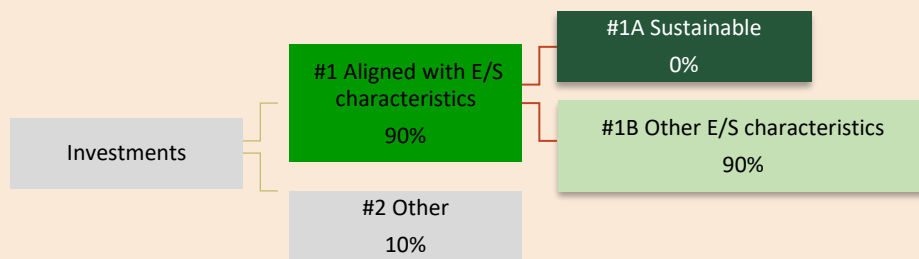 Investments
#1 Aligned with E/S
characteristics
90%
#2 Other
10%
#1A Sustainable
0%
#1B Other E/S characteristics
90%